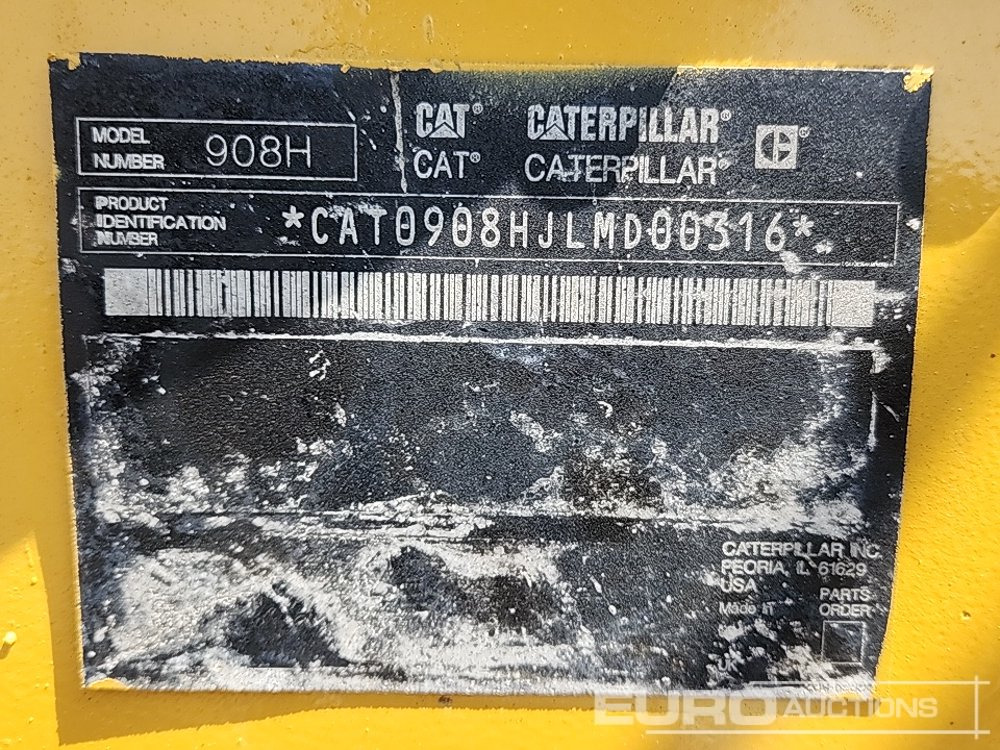 MODEL
NUMBER 908H
CAT® CATERPILLAR®
CAT® CATERPILLAR®
PRODUCT
IDENTIFICATION
NUMBER
*CAT0908HJLMD00316*
CATERPILLAR INC.
PEORIA, IL 61629
USA
Made IT
PARTS
ORDER
EURO AUCTIONS